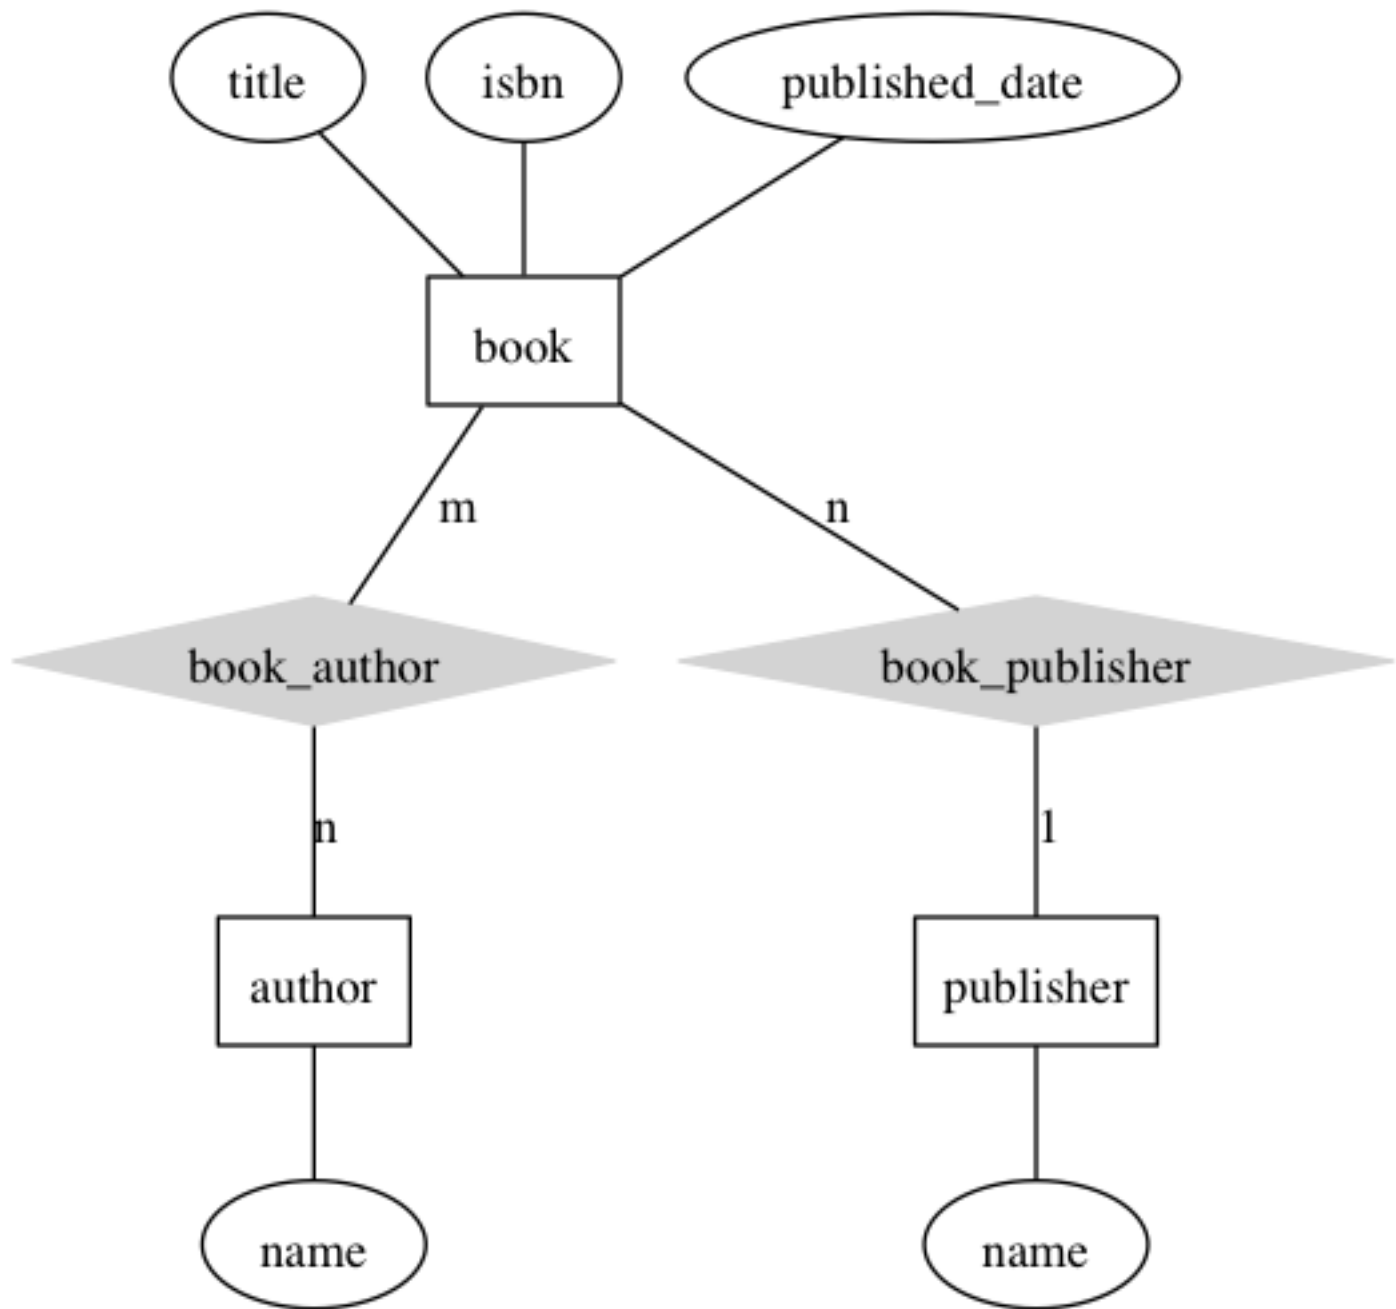 title
isbn
published_date
book
m
n
book_author
book_publisher
n
1
author
publisher
name
name